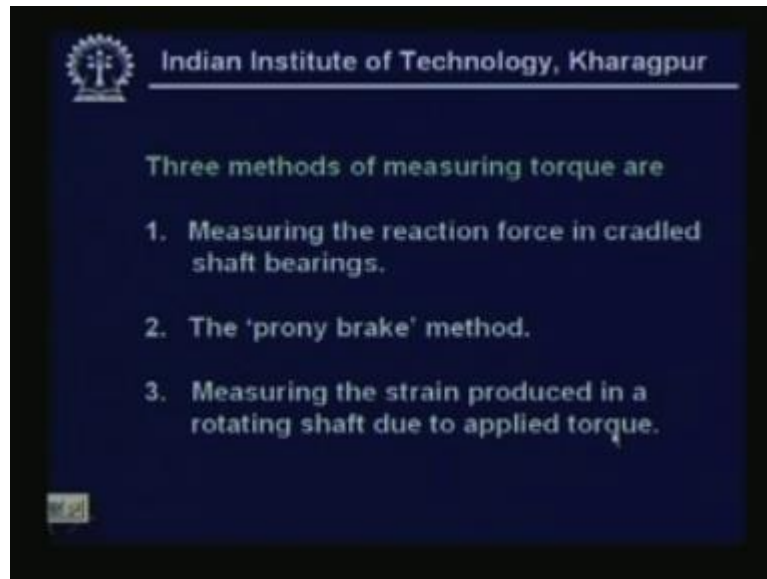 Indian Institute of Technology, Kharagpur
Three methods of measuring torque are
1. Measuring the reaction force in cradled
shaft bearings.
2. The ‘prony brake’ method.
3. Measuring the strain produced in a
rotating shaft due to applied torque.